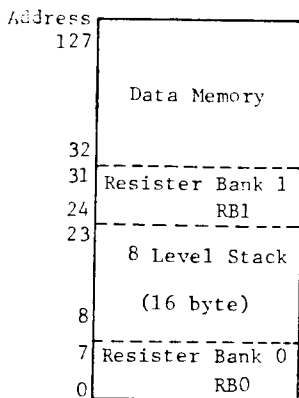 Address
127
Data Memory
32
31
Resister Bank 1
24
RB1
23
8 Level Stack
(16 byte)
8
7
Resister Bank 0
0
RB0